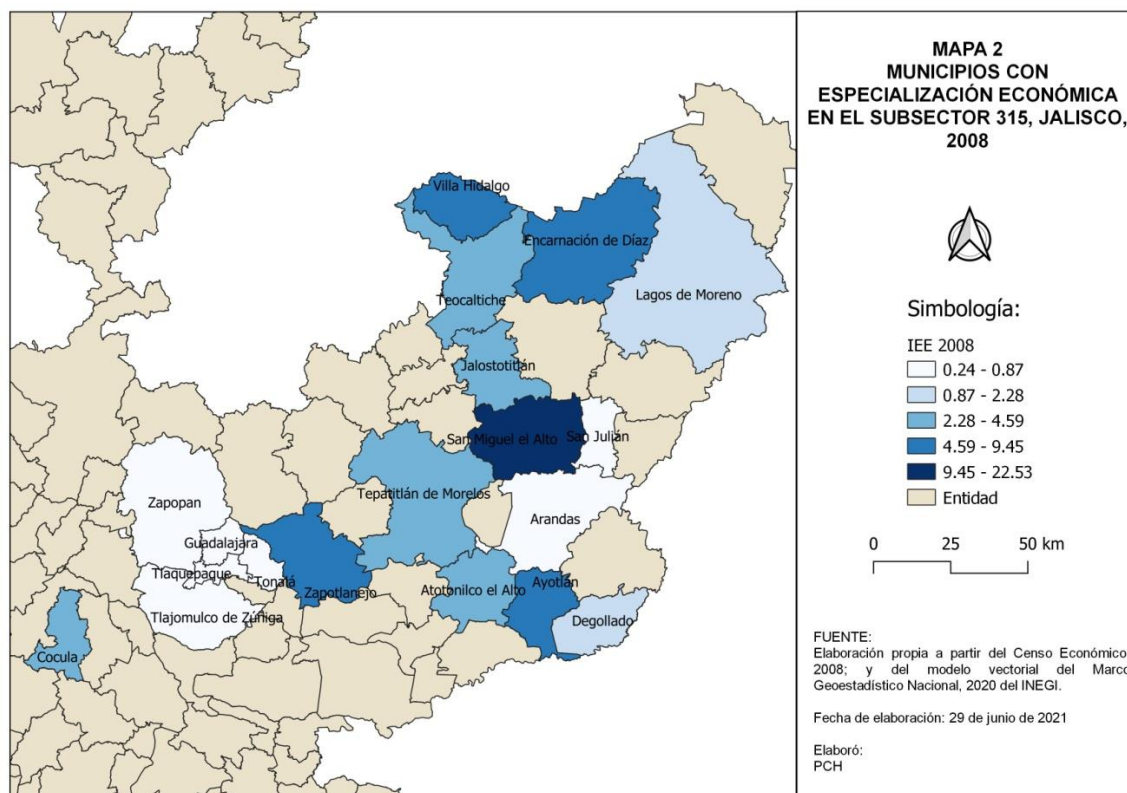 MAPA 2
MUNICIPIOS CON
ESPECIALIZACIÓN ECONÓMICA
EN EL SUBSECTOR 315, JALISCO,
2008
Villa Hidalgo
Encarnación de Díaz
Lagos de Moreno
Teocaltiche
Jalostotitlán
San Miguel el Alto
San Julián
Tepatitlán de Morelos
Zapopan
Arandas
Guadalajara
Tlaquepaque
Tonalá
Zapotlanejo
Atotonilco el Alto
Ayotlán
Tlajomulco de Zúñiga
Degollado
Cocula
Simbología:
IEE 2008
0.24 - 0.87
0.87 - 2.28
2.28 - 4.59
4.59 - 9.45
9.45 - 22.53
Entidad
0 25 50 km
FUENTE:
Elaboración propia a partir del Censo Económico
2008; y del modelo vectorial del Marco
Geoestadístico Nacional, 2020 del INEGI.
Fecha de elaboración: 29 de junio de 2021
Elaboró:
PCH